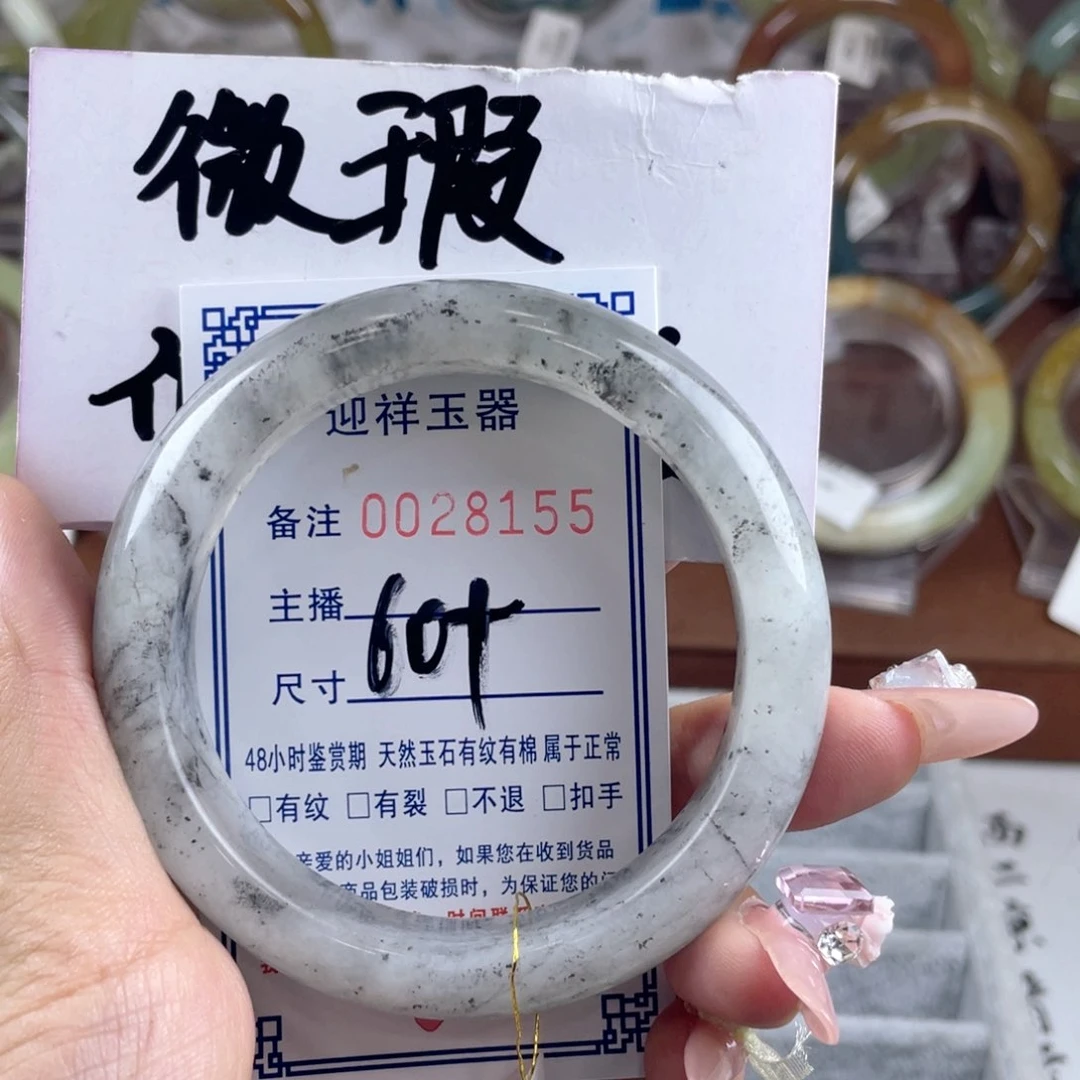 微瑕
迎祥玉器
备注 0028155
主播
60+
尺寸
48小时鉴赏期 天然玉石有纹有棉 属于正常
□有纹 □有裂 □不退 □扣手
亲爱的小姐姐们，如果您在收到货品
商品包装破损时，为保证您的
时间联